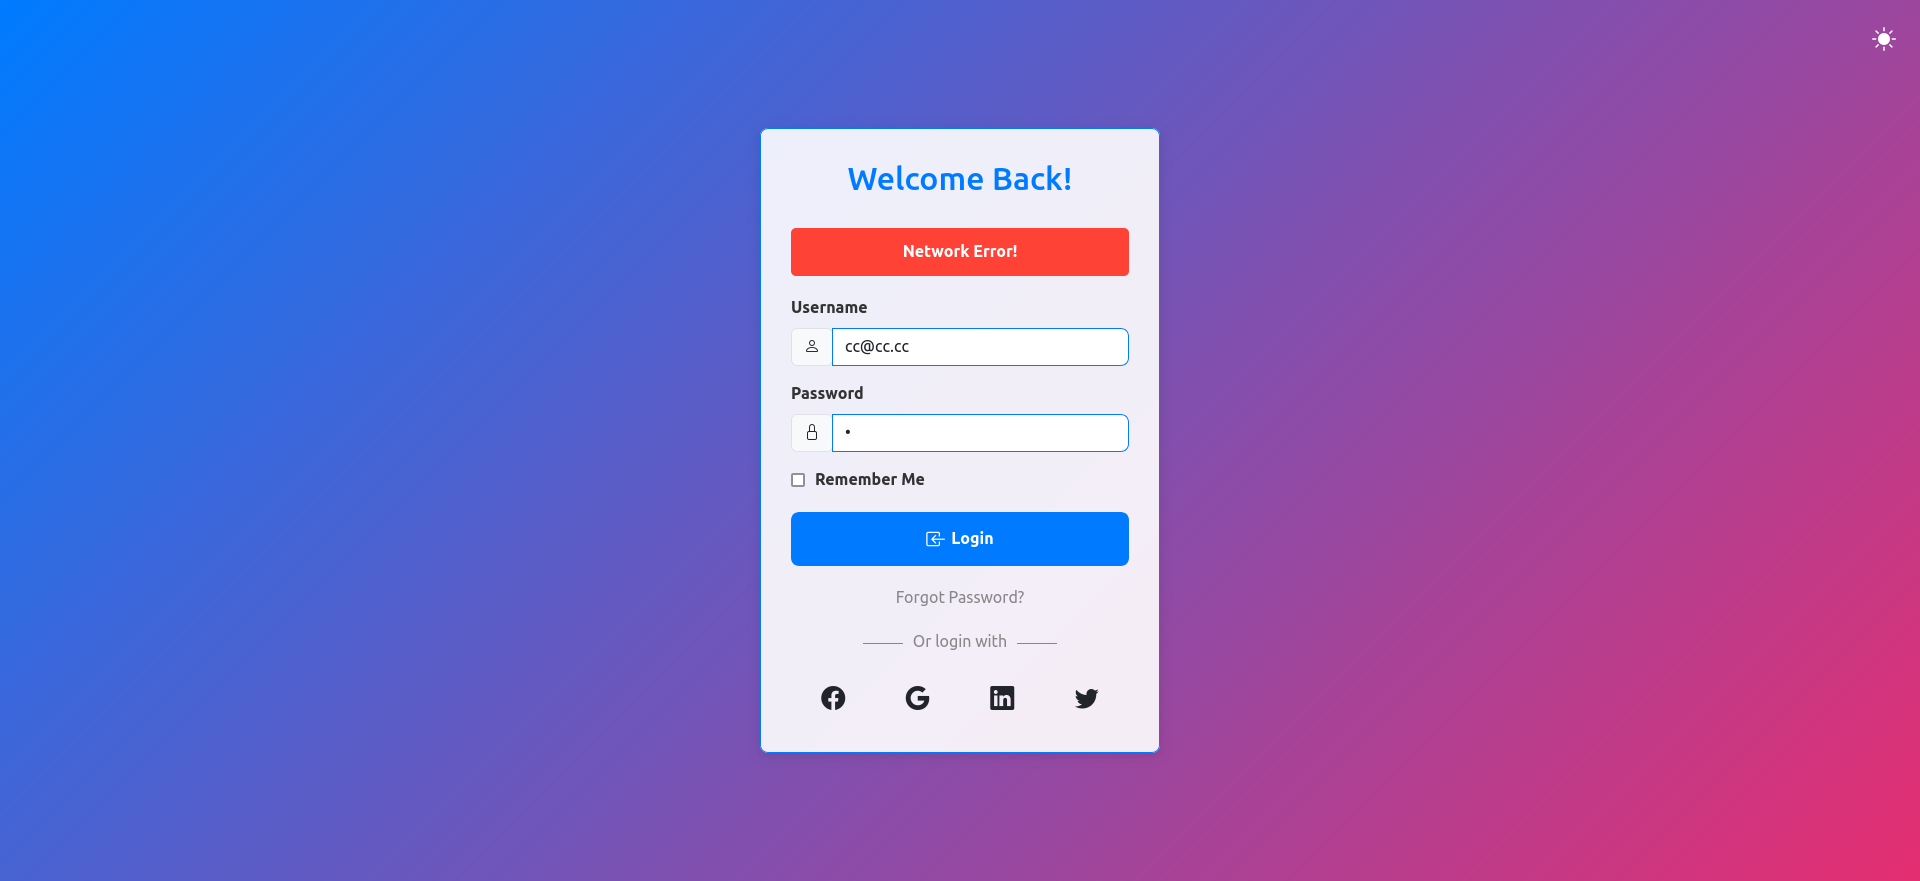 Welcome Back!
Network Error!
Username
cc@cc.cc
Password
•
Remember Me
Login
Forgot Password?
Or login with